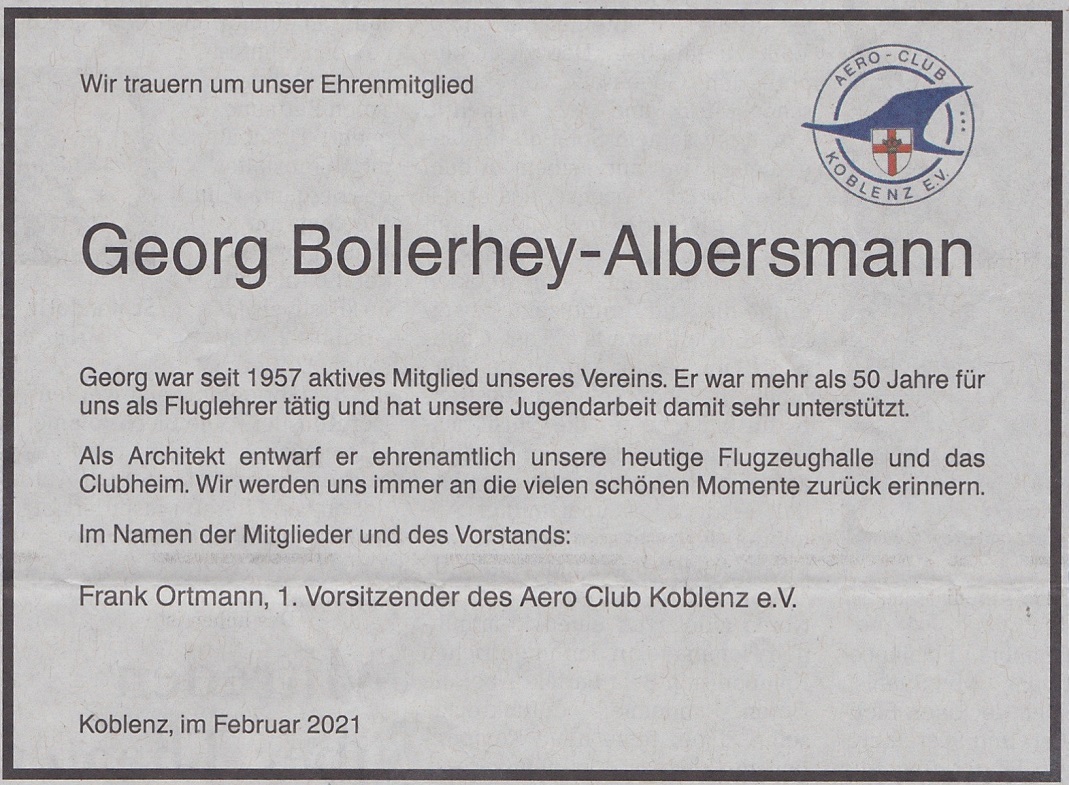 Wir trauern um unser Ehrenmitglied
AERO-CLUB
KOBLENZ E.V.
Georg Bollerhey-Albersmann
Georg war seit 1957 aktives Mitglied unseres Vereins. Er war mehr als 50 Jahre für
uns als Fluglehrer tätig und hat unsere Jugendarbeit damit sehr unterstützt.
Als Architekt entwarf er ehrenamtlich unsere heutige Flugzeughalle und das
Clubheim. Wir werden uns immer an die vielen schönen Momente zurück erinnern.
Im Namen der Mitglieder und des Vorstands:
Frank Ortmann, 1. Vorsitzender des Aero Club Koblenz e.V.
Koblenz, im Februar 2021